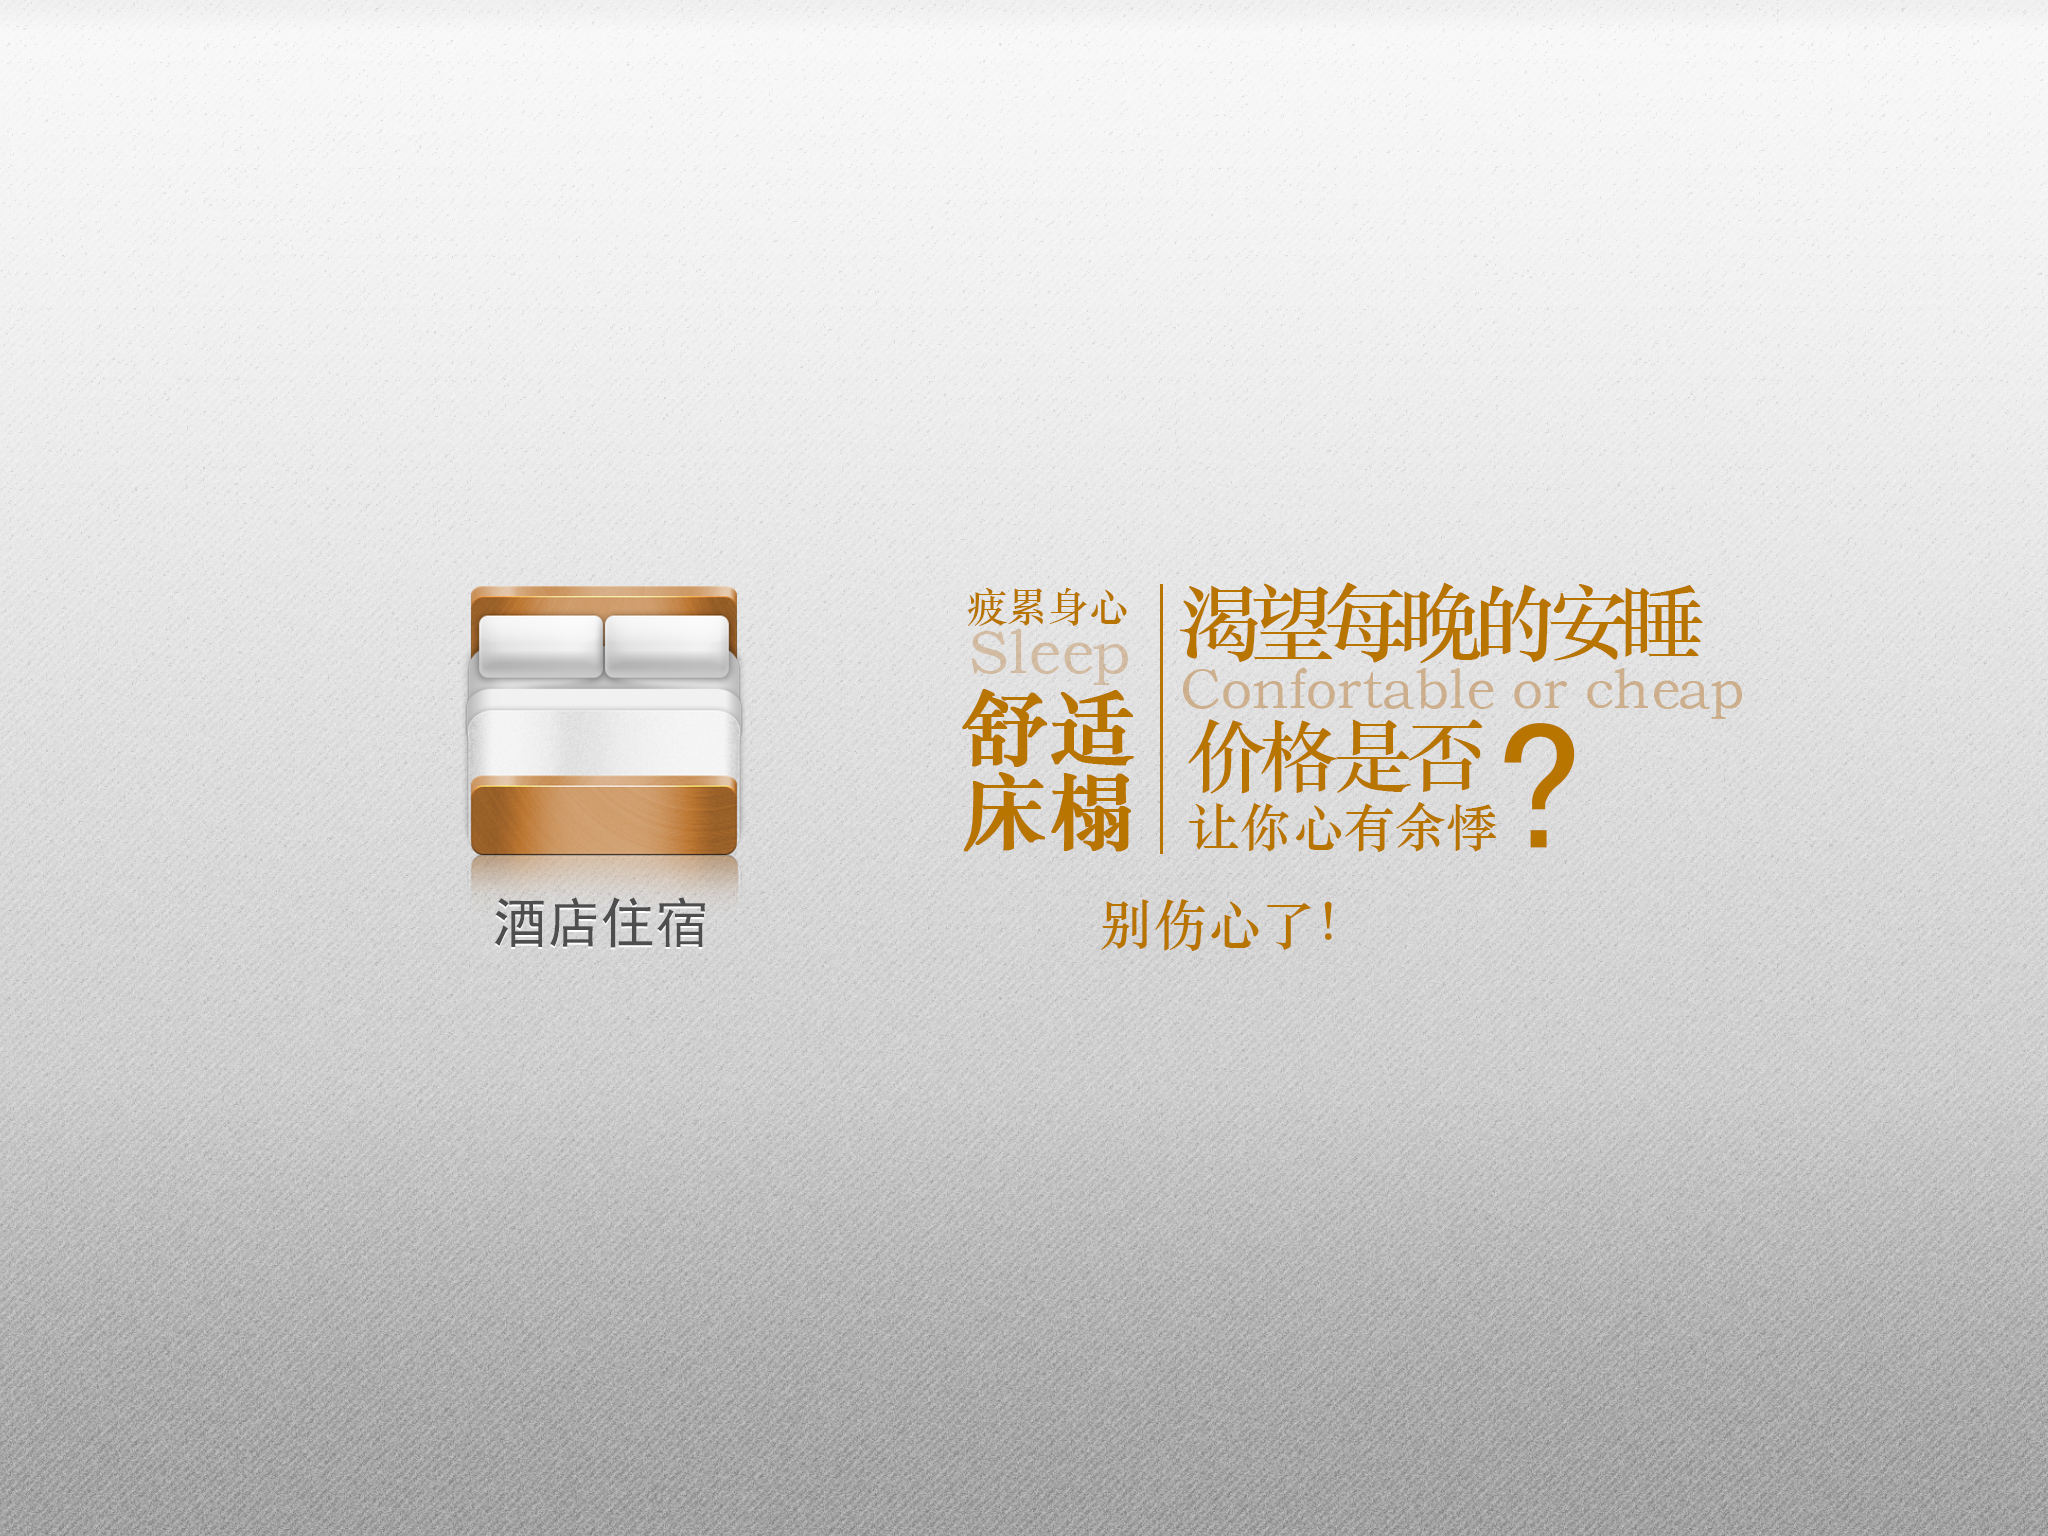 酒店住宿
疲累身心
Sleep
舒适
床榻
渴望每晚的安睡
Confortable or cheap
价格是否
让你心有余悸?
别伤心了!